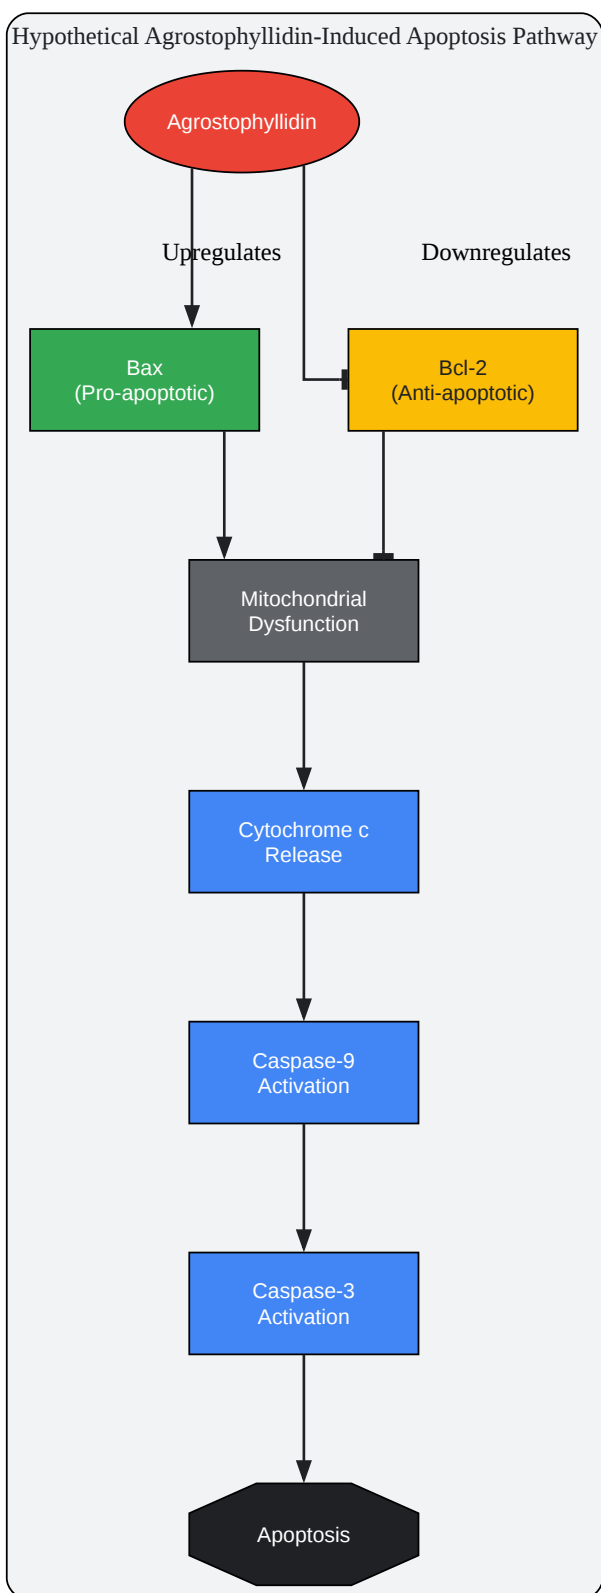 Hypothetical Agrostophyllidin-Induced Apoptosis Pathway
Agrostophyllidin
Upregulates
Downregulates
Bax
(Pro-apoptotic)
Bcl-2
(Anti-apoptotic)
Mitochondrial
Dysfunction
Cytochrome c
Release
Caspase-9
Activation
Caspase-3
Activation
Apoptosis